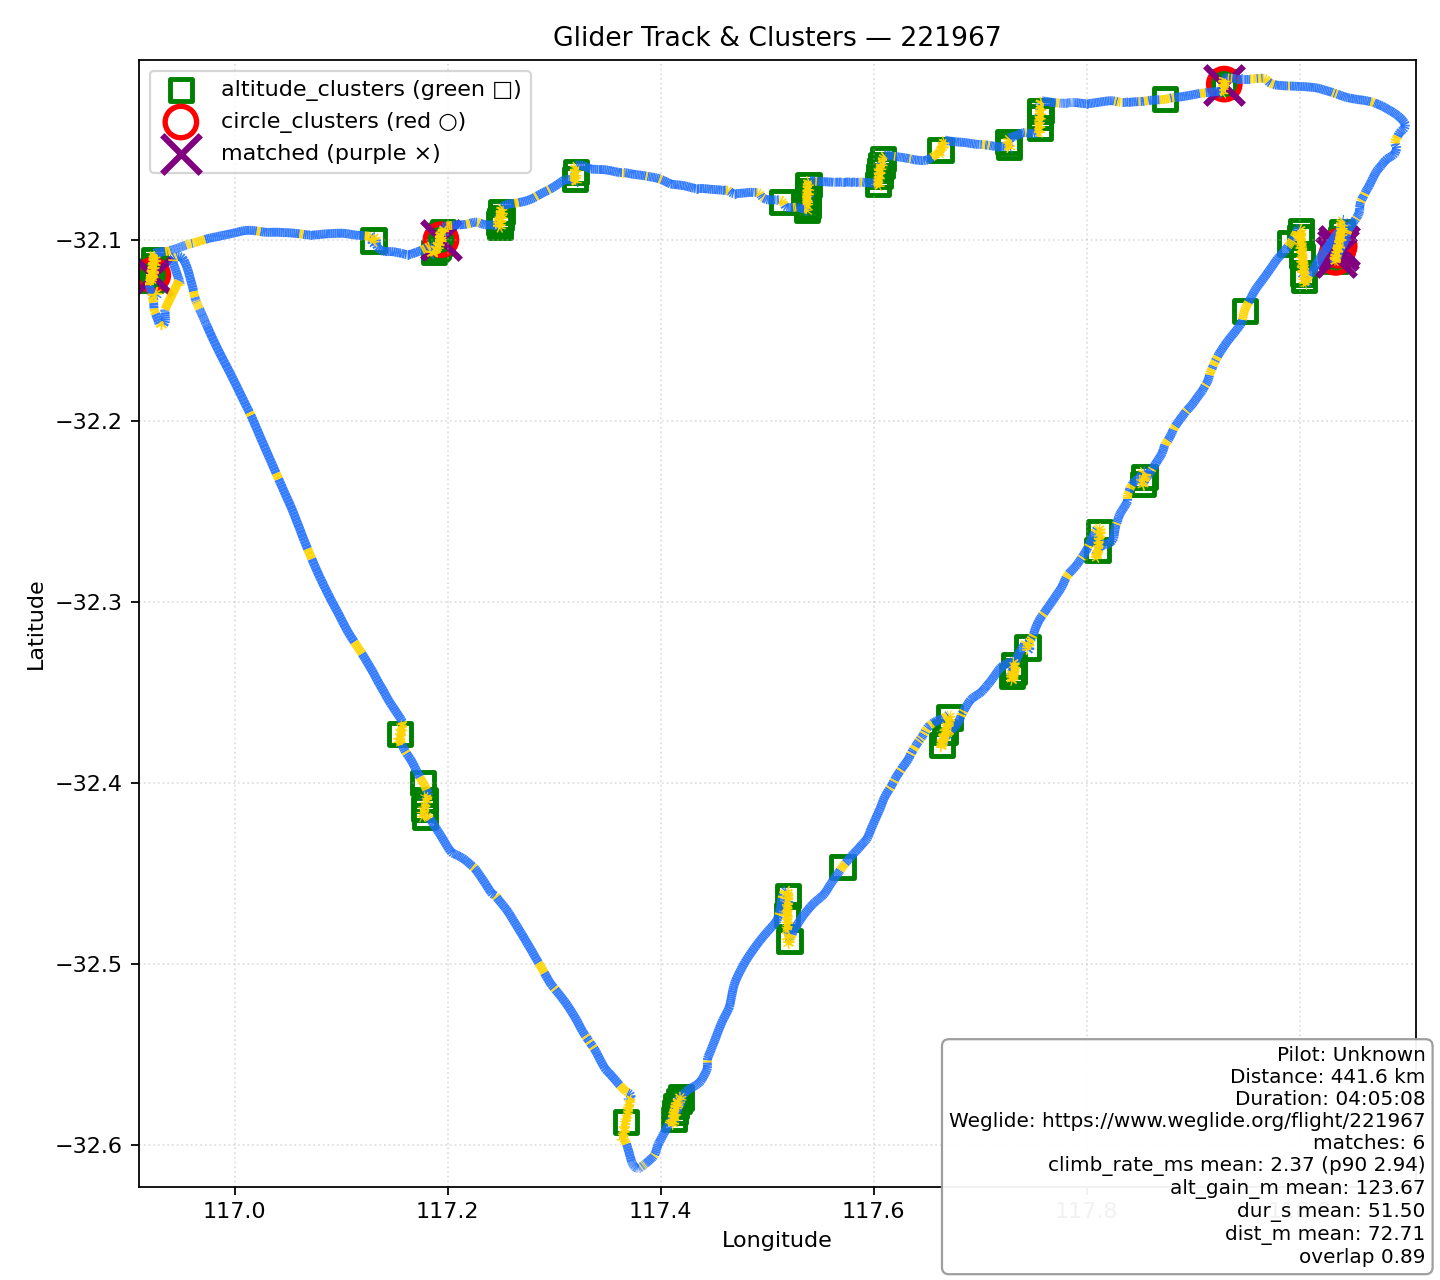 Glider Track & Clusters — 221967
altitude_clusters (green □)
circle_clusters (red ○)
matched (purple ×)
Latitude
−32.1
−32.2
−32.3
−32.4
−32.5
−32.6
117.0
117.2
117.4
117.6
117.8
Longitude
Pilot: Unknown
Distance: 441.6 km
Duration: 04:05:08
Weglide: https://www.weglide.org/flight/221967
matches: 6
climb_rate_ms mean: 2.37 (p90 2.94)
alt_gain_m mean: 123.67
dur_s mean: 51.50
dist_m mean: 72.71
overlap 0.89